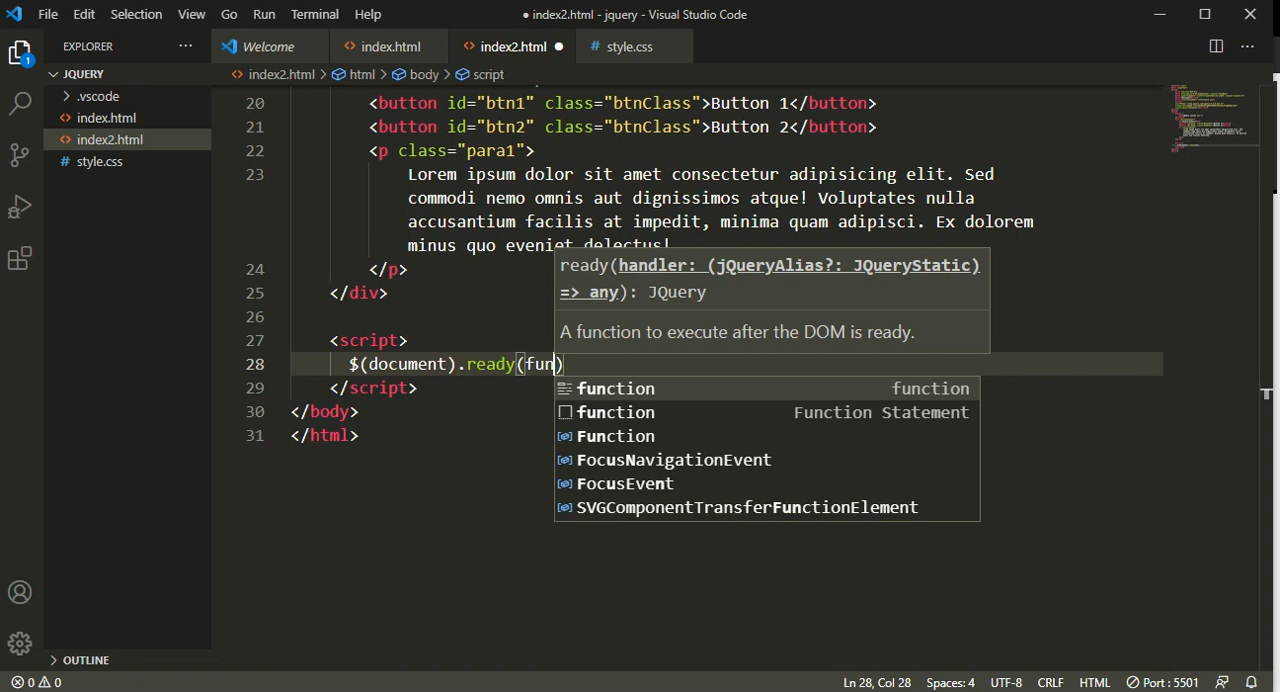 File Edit Selection View Go Run Terminal Help
● index2.html - jquery - Visual Studio Code
EXPLORER ···
Welcome
index.html
index2.html ●
# style.css
JQUERY
index2.html > html > body > script
.vscode
index.html
index2.html
# style.css
20 <button id="btn1" class="btnClass">Button 1</button>
21 <button id="btn2" class="btnClass">Button 2</button>
22 <p class="para1">
23 Lorem ipsum dolor sit amet consectetur adipisicing elit. Sed
commodi nemo omnis aut dignissimos atque! Voluptates nulla
accusantium facilis at impedit, minima quam adipisci. Ex dolorem
minus quo eveniet delectus!
24 </p>
25 </div>
26
27 <script>
28 $(document).ready(fun)
29 </script>
30 </body>
31 </html>
ready(handler: (jQueryAlias?: JQueryStatic)
=> any): JQuery
A function to execute after the DOM is ready.
function function
function Function Statement
Function
FocusNavigationEvent
FocusEvent
SVGComponentTransferFunctionElement
1
OUTLINE
0 0
Ln 28, Col 28 Spaces: 4 UTF-8 CRLF HTML Port : 5501